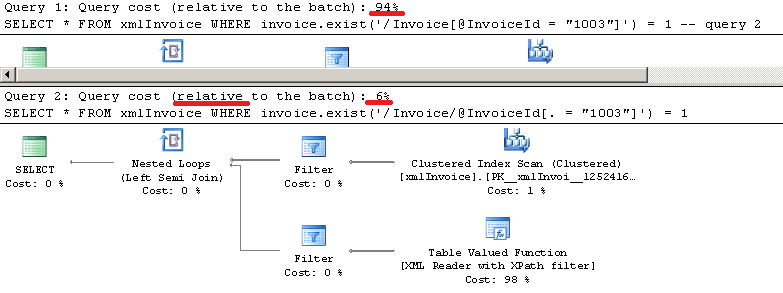 Query 1: Query cost (relative to the batch): 94%
SELECT * FROM xmlInvoice WHERE invoice.exist('/Invoice[@InvoiceId = "1003"]') = 1 -- query 2
Query 2: Query cost (relative to the batch): 6%
SELECT * FROM xmlInvoice WHERE invoice.exist('/Invoice/@InvoiceId[. = "1003"]') = 1
SELECT
Cost: 0 %
Nested Loops
(Left Semi Join)
Cost: 0 %
Filter
Cost: 0 %
Clustered Index Scan (Clustered)
[xmlInvoice].[PK__xmlInvoi__1252416…
Cost: 1 %
Filter
Cost: 0 %
Table Valued Function
[XML Reader with XPath filter]
Cost: 98 %